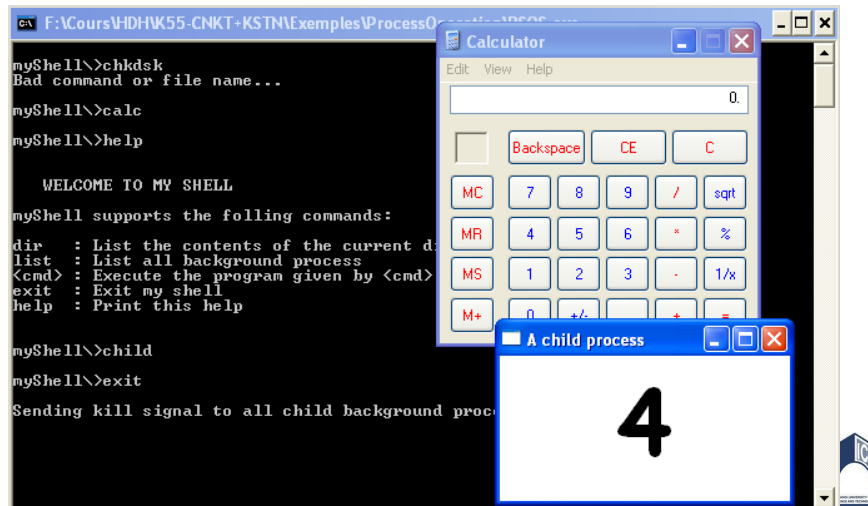 F:\Cours\HDH\K55-CNKT+KSTN\Exemples\ProcessOperation\PSOS.exe
myShell\>chkdsk
Bad command or file name...
myShell\>calc
myShell\>help
WELCOME TO MY SHELL
myShell supports the folling commands:
dir : List the contents of the current
list : List all background process
<cmd> : Execute the program given by <cmd>
exit : Exit my shell
help : Print this help
myShell\>child
myShell\>exit
Sending kill signal to all child background
Calculator
Edit View Help
0.
Backspace CE C
MC 7 8 9 / sqrt
MR 4 5 6 * %
MS 1 2 3 - 1/x
M+ 0 +/- + =
A child process
4